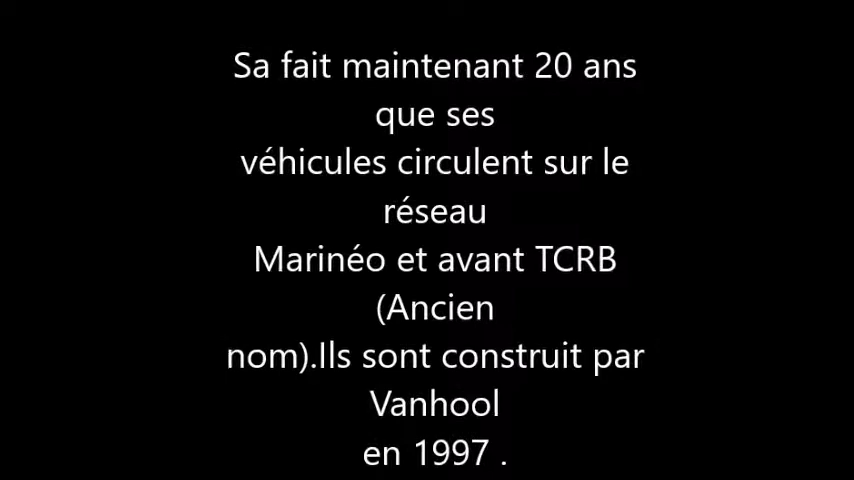 Sa fait maintenant 20 ans
que ses
véhicules circulent sur le
réseau
Marinéo et avant TCRB
(Ancien
nom).Ils sont construit par
Vanhool
en 1997 .